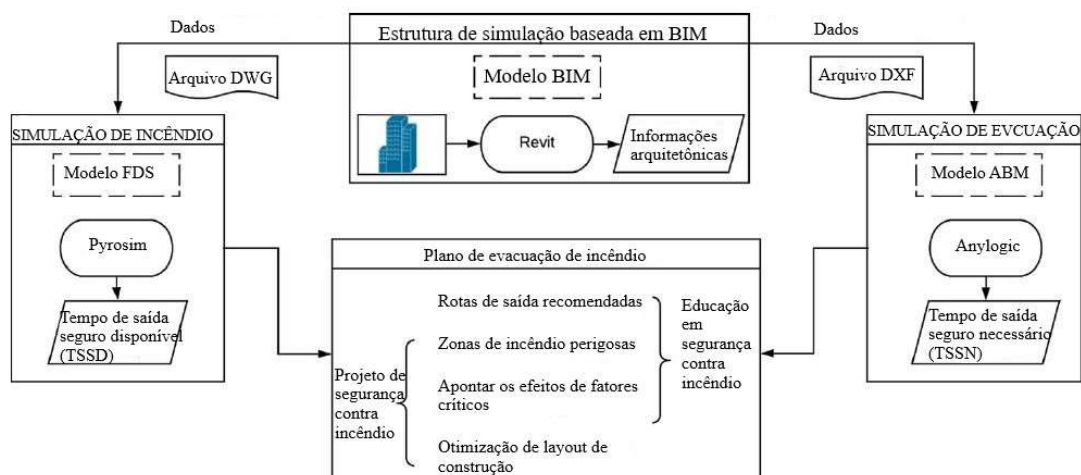 Dados
Estrutura de simulação baseada em BIM
Dados
Arquivo DWG
Modelo BIM
Arquivo DXF
Revit
Informações
arquitetônicas
SIMULAÇÃO DE INCÊNDIO
Modelo FDS
Pyrosim
Tempo de saída
seguro disponível
(TSSD)
SIMULAÇÃO DE EVCUAÇÃO
Modelo ABM
Anylogic
Tempo de saída
seguro necessário
(TSSN)
Plano de evacuação de incêndio
Rotas de saída recomendadas
Zonas de incêndio perigosas
Apontar os efeitos de fatores
críticos
Otimização de layout de
construção
Projeto de
segurança
contra
incêndio
Educação
em
segurança
contra
incêndio